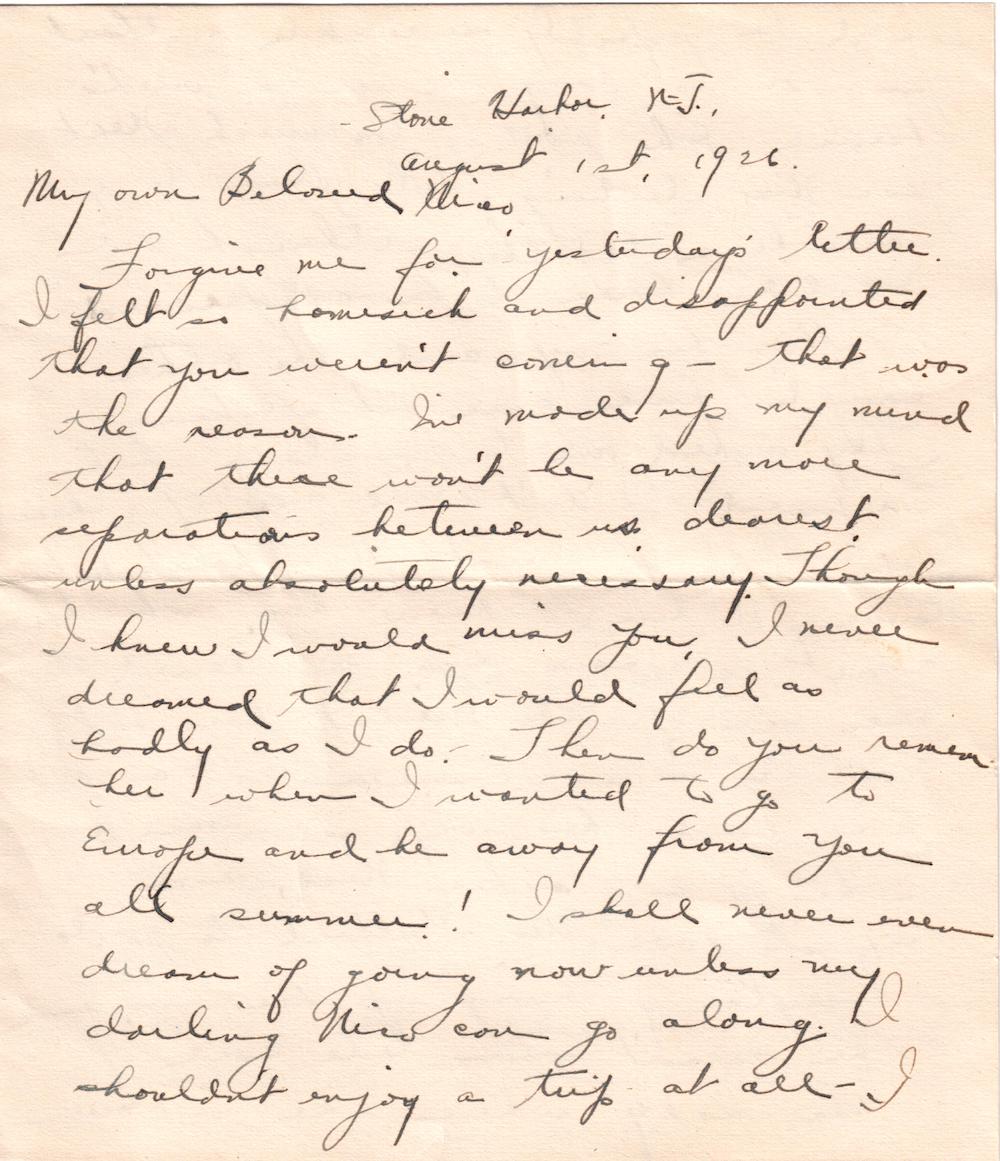 Stone Harbor, N-J.,
August 1st, 1926.
My own Beloved Nico
Forgive me for yesterday's letter.
I felt so homesick and disappointed
that you weren't coming - that was
the reason. I've made up my mind
that there won't be any more
separations between us dearest
unless absolutely necessary. Though
I knew I would miss you, I never
dreamed that I would feel as
badly as I do. Then do you remem
ber when I wanted to go to
Europe and be away from you
all summer! I shall never even
dream of going now unless my
darling Nico can go along. I
shouldn't enjoy a trip at all - I